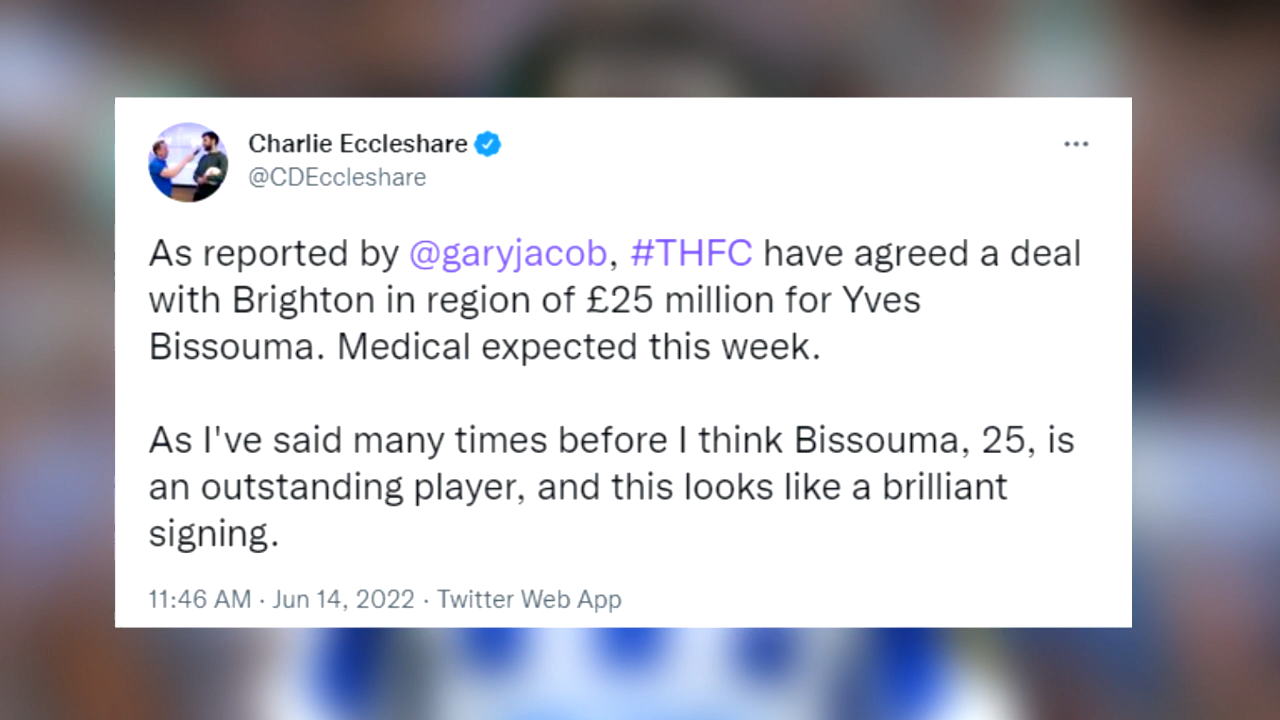 Charlie Eccleshare
@CDEccleshare
As reported by @garyjacob, #THFC have agreed a deal
with Brighton in region of £25 million for Yves
Bissouma. Medical expected this week.
As I've said many times before I think Bissouma, 25, is
an outstanding player, and this looks like a brilliant
signing.
11:46 AM · Jun 14, 2022 · Twitter Web App